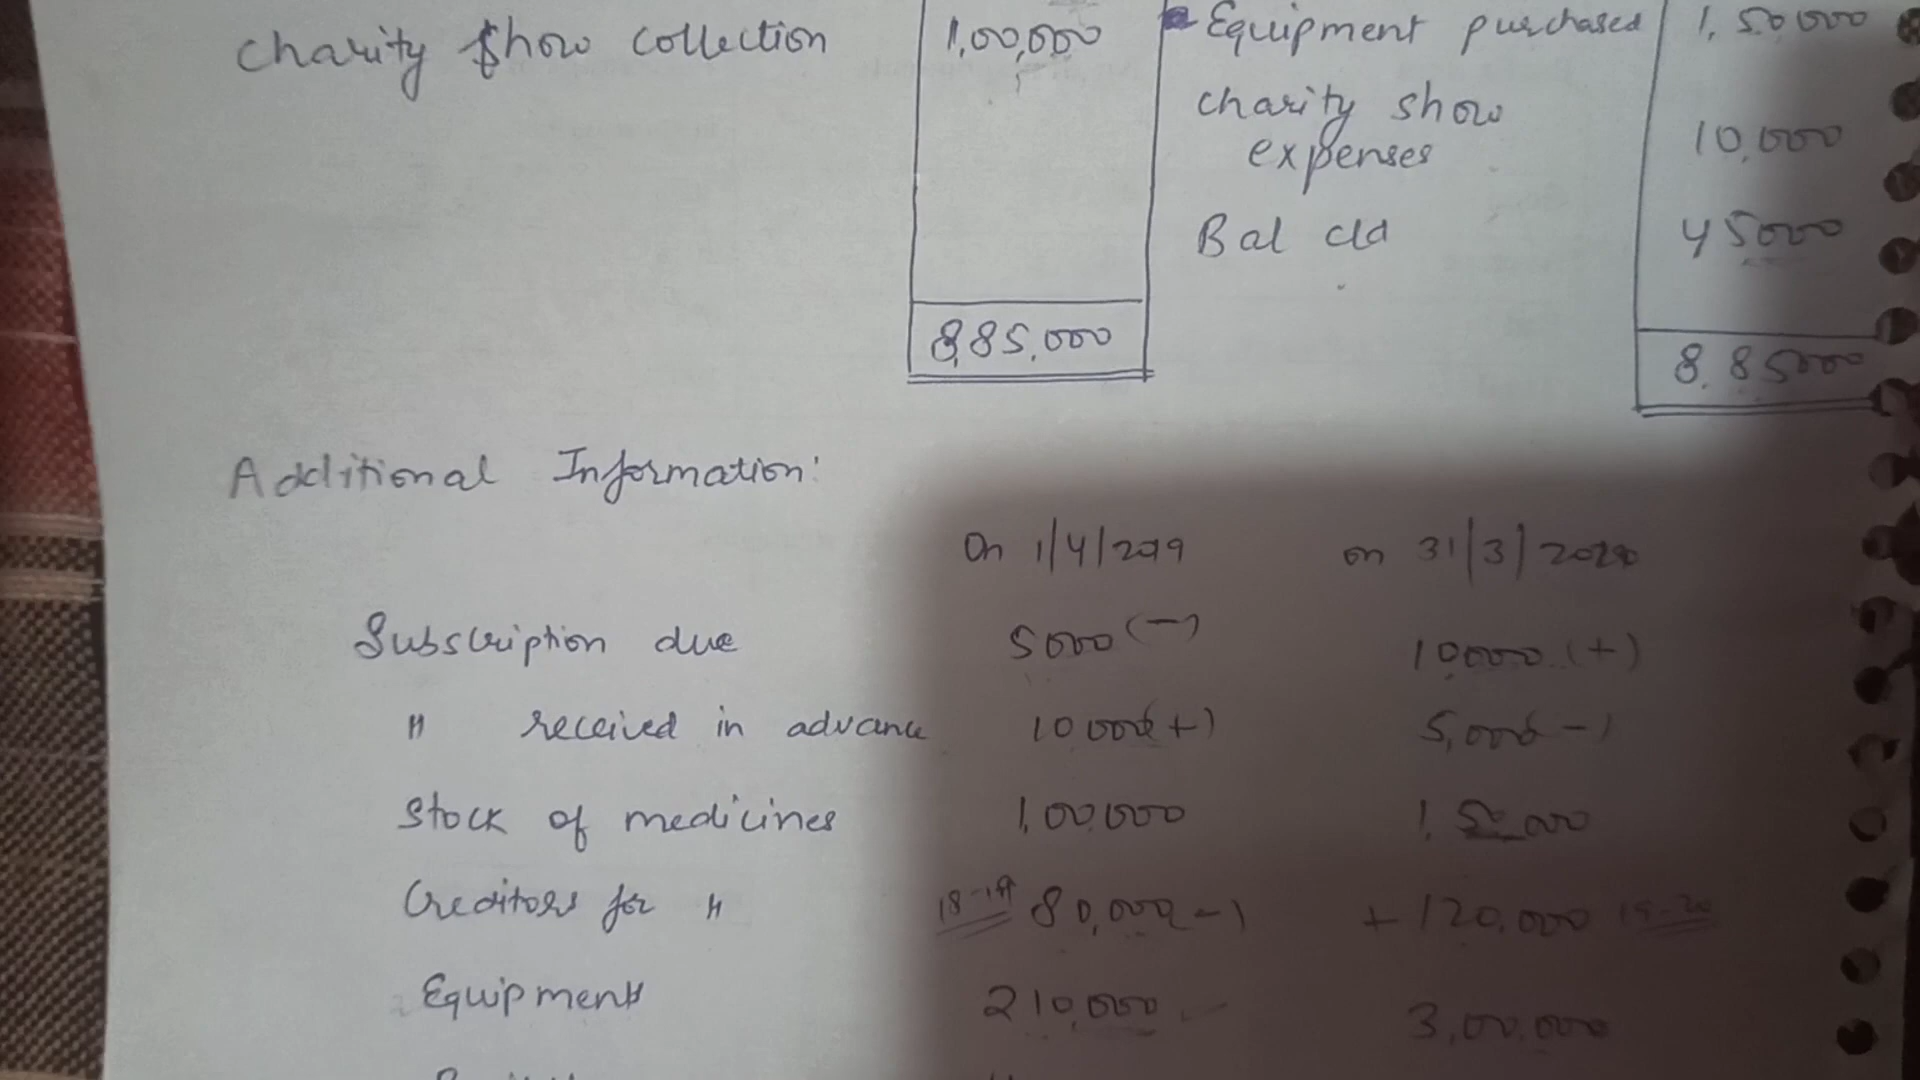 Charity Show collection 1,00,000 Equipment purchased 1,50000
Charity show
expenses 10,000
Bal c/d 45000
8,85,000 8,85000
Additional Information:
On 1/4/2019 on 31/3/2020
Subscription due 5000 (-) 10000 (+)
" received in advance 10000(+) 5,000(-)
Stock of medicines 1,00,000 1,50,000
Creditors for " 18-19 80,000 (-) + 120,000 19-20
Equipments 210,000 3,00,000